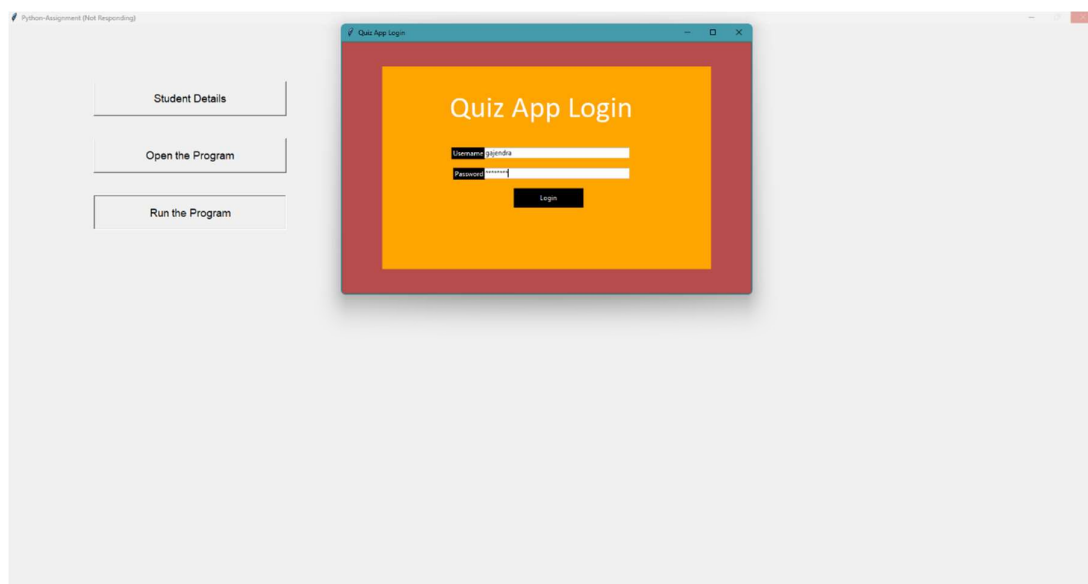 Python-Assignment (Not Responding)
Quiz App Login
Student Details
Open the Program
Run the Program
Quiz App Login
Username gajendra
Password ********
Login